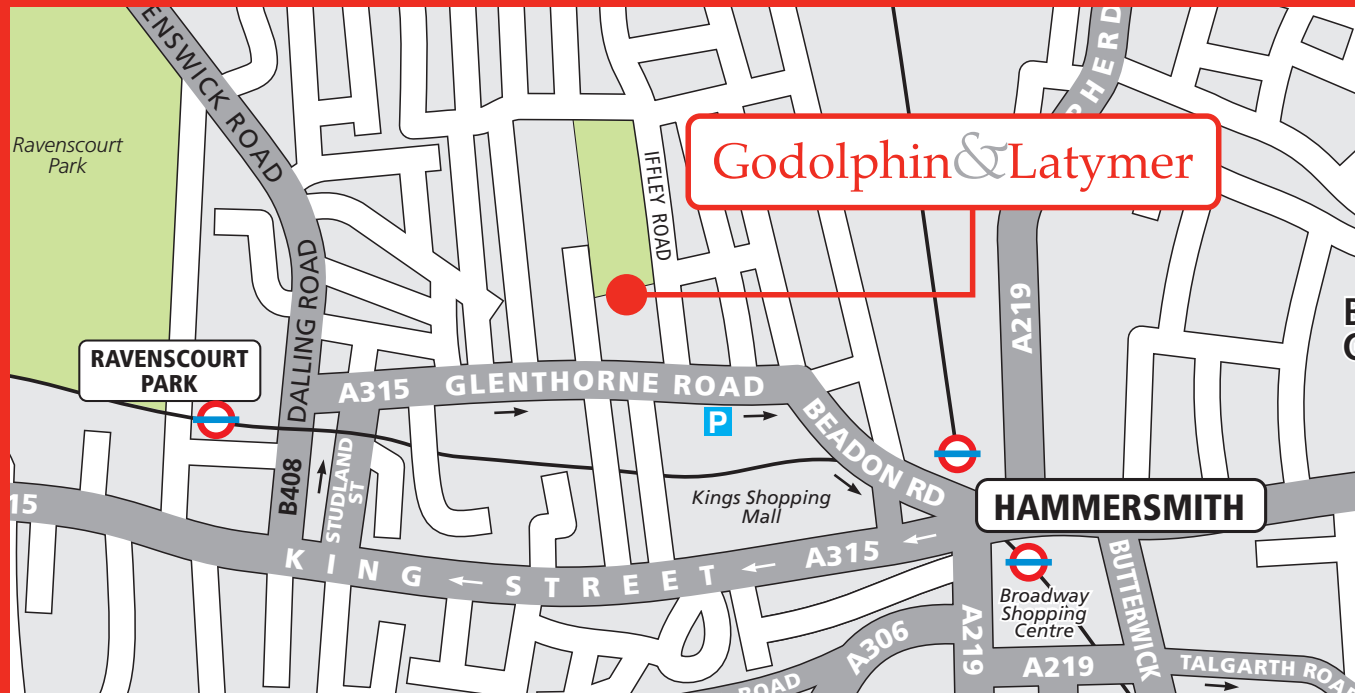 ENSWICK ROAD
PHERD
Ravenscourt
Park
IFFLEY ROAD
Godolphin&Latymer
DALLING ROAD
A219
RAVENSCOURT
PARK
A315 GLENTHORNE ROAD
P
BEADON RD
B408
STUDLAND
ST
15
Kings Shopping
Mall
HAMMERSMITH
KING STREET
A315
BUTTERWICK
Broadway
Shopping
Centre
A306
A219
A219
TALGARTH ROA
ROAD